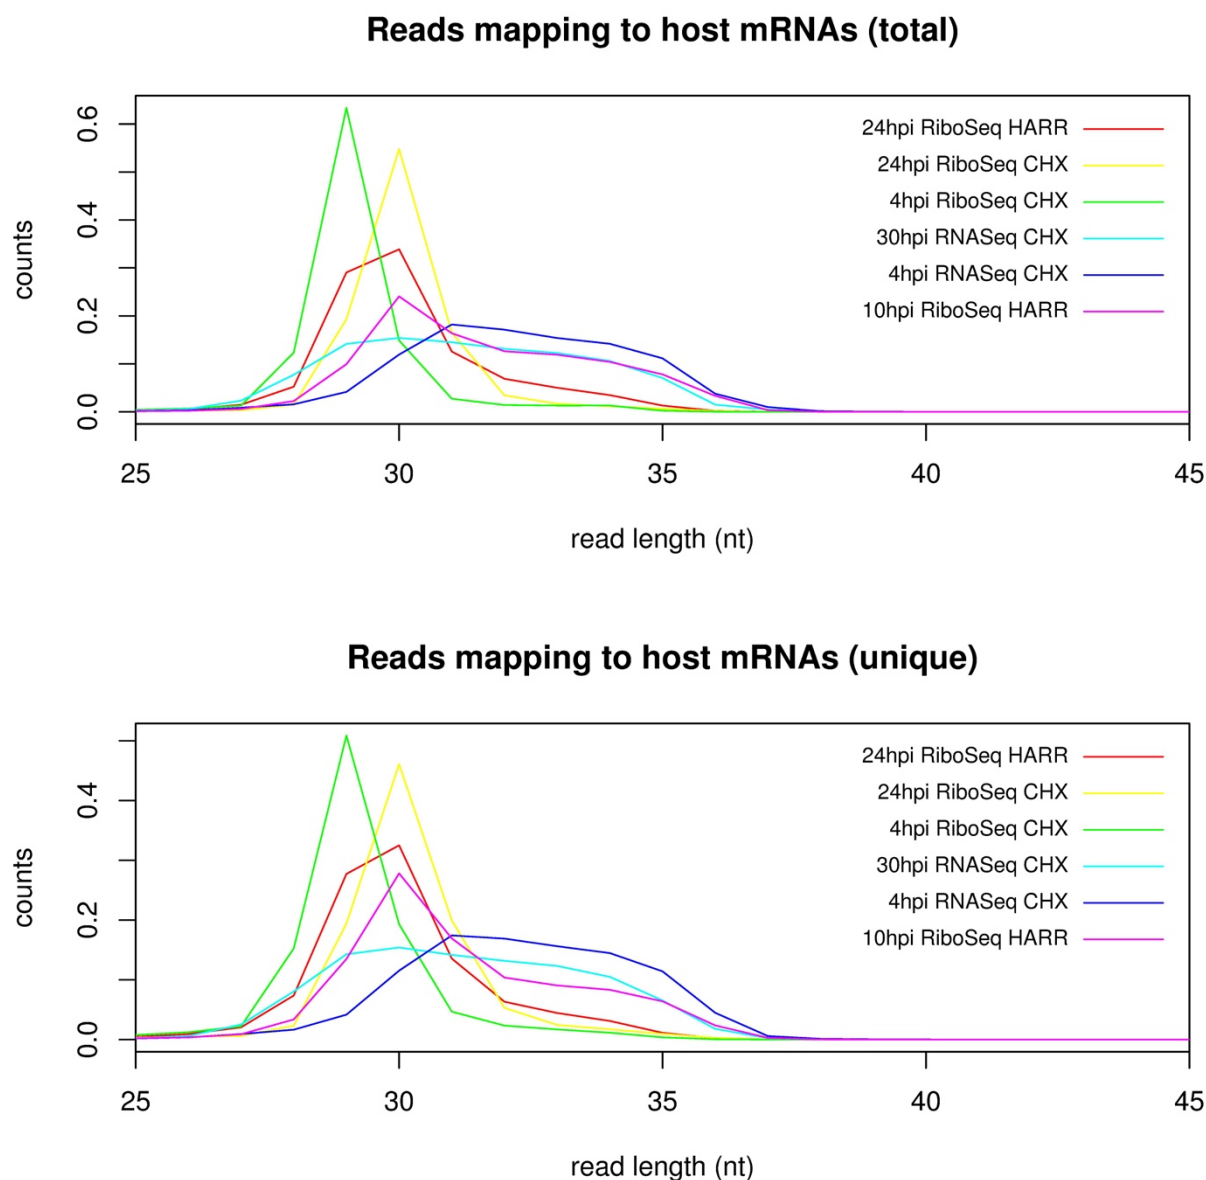 Reads mapping to host mRNAs (total)
counts
0.0
0.2
0.4
0.6
24hpi RiboSeq HARR
24hpi RiboSeq CHX
4hpi RiboSeq CHX
30hpi RNASeq CHX
4hpi RNASeq CHX
10hpi RiboSeq HARR
25 30 35 40 45
read length (nt)
Reads mapping to host mRNAs (unique)
counts
0.0
0.2
0.4
24hpi RiboSeq HARR
24hpi RiboSeq CHX
4hpi RiboSeq CHX
30hpi RNASeq CHX
4hpi RNASeq CHX
10hpi RiboSeq HARR
25 30 35 40 45
read length (nt)